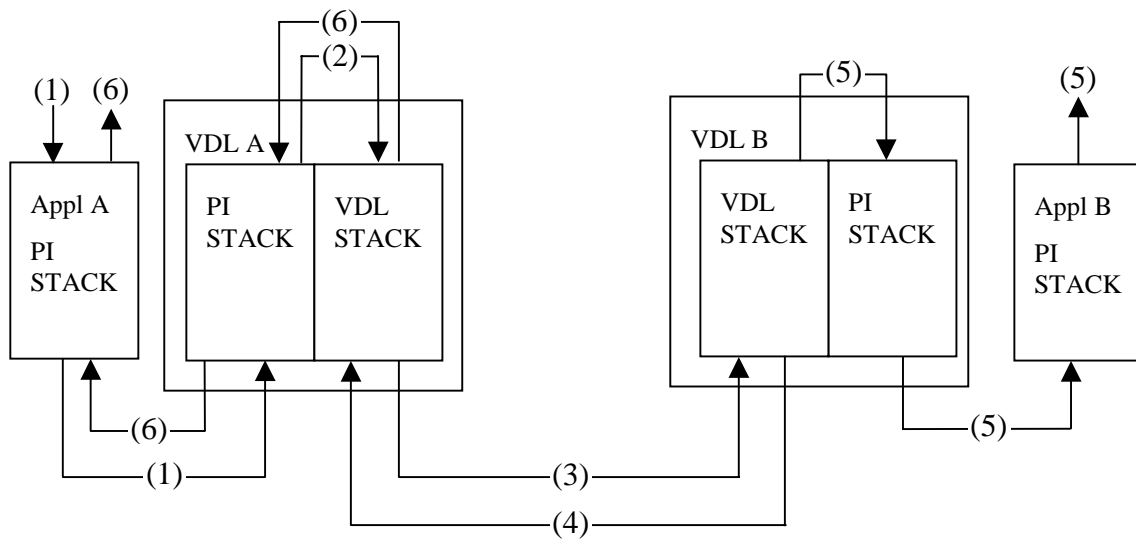 (6)
(2)
(5)
(1)
(6)
(5)
VDL A
VDL B
Appl A
PI
STACK
PI
STACK
VDL
STACK
VDL
STACK
PI
STACK
Appl B
PI
STACK
(6)
(5)
(1)
(3)
(4)